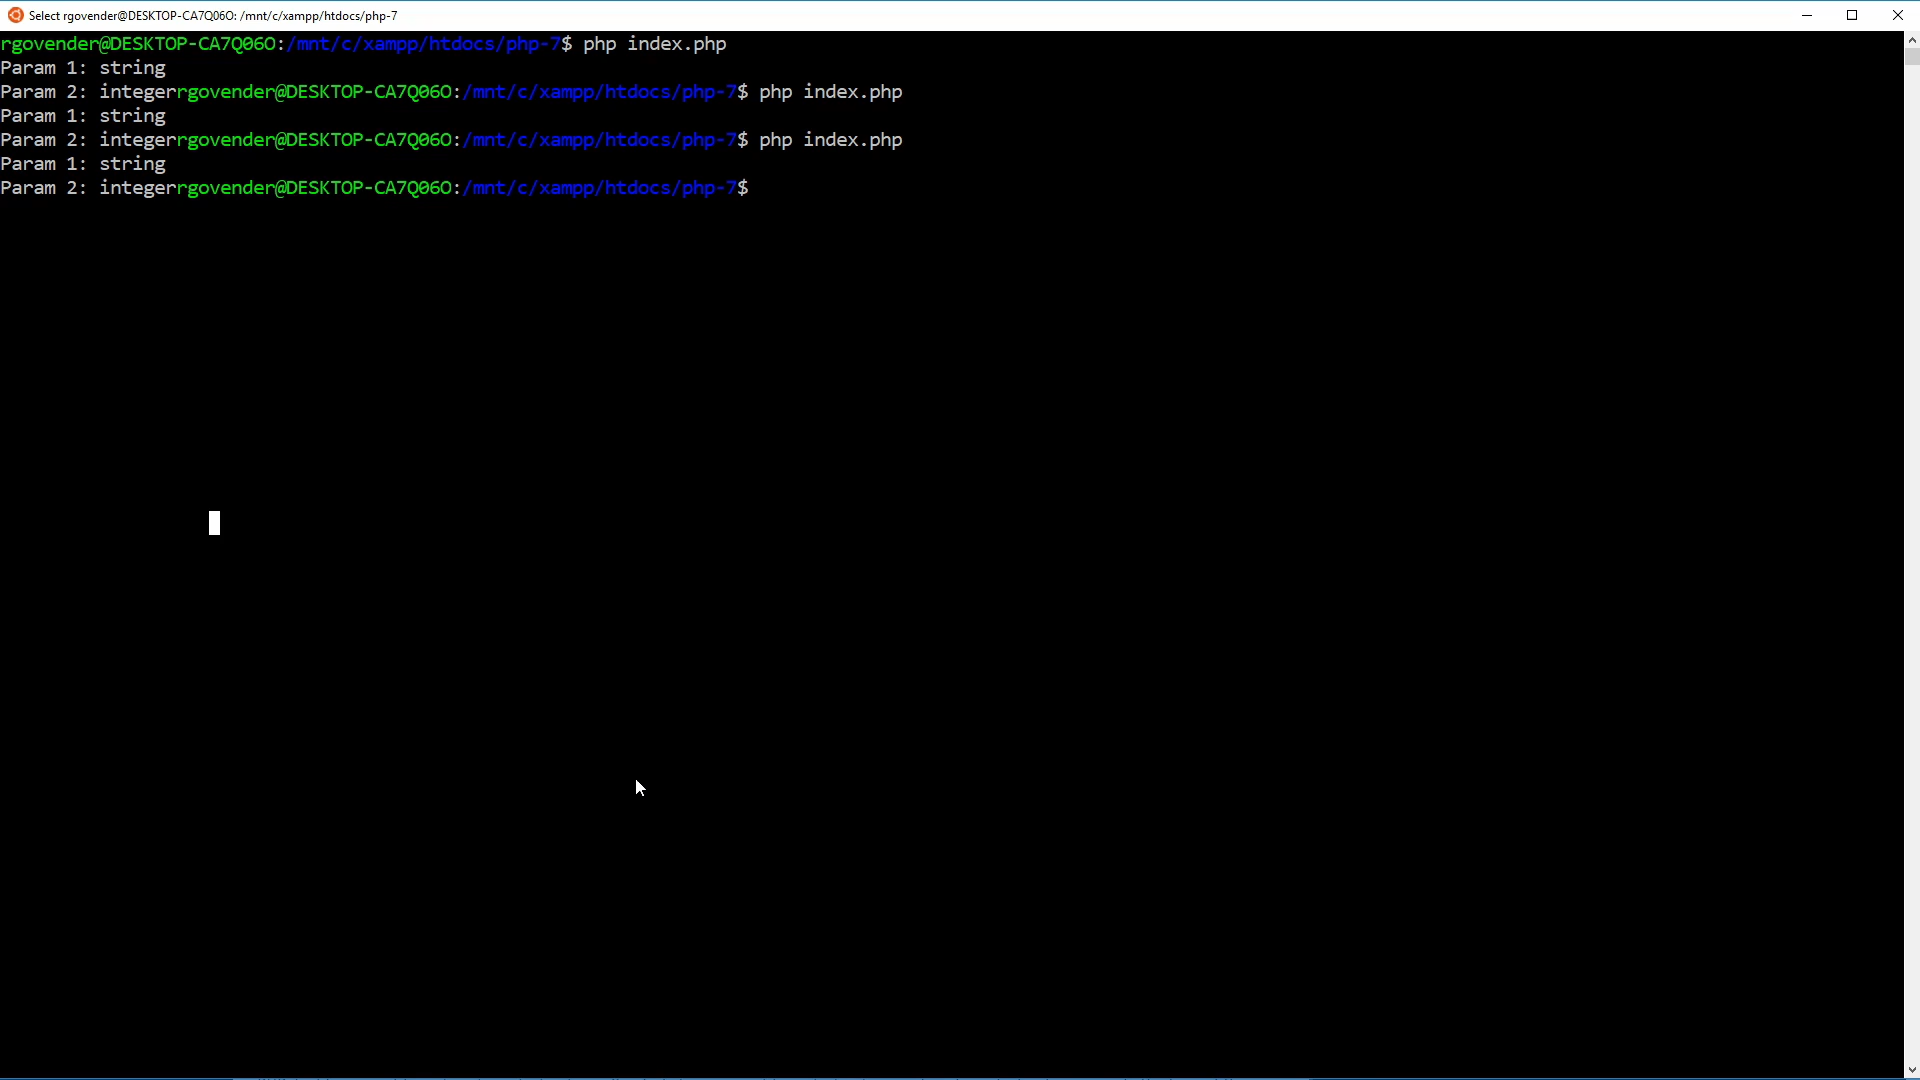 Select rgovender@DESKTOP-CA7Q06O: /mnt/c/xampp/htdocs/php-7
rgovender@DESKTOP-CA7Q06O:/mnt/c/xampp/htdocs/php-7$ php index.php
Param 1: string
Param 2: integerrgovender@DESKTOP-CA7Q06O:/mnt/c/xampp/htdocs/php-7$ php index.php
Param 1: string
Param 2: integerrgovender@DESKTOP-CA7Q06O:/mnt/c/xampp/htdocs/php-7$ php index.php
Param 1: string
Param 2: integerrgovender@DESKTOP-CA7Q06O:/mnt/c/xampp/htdocs/php-7$